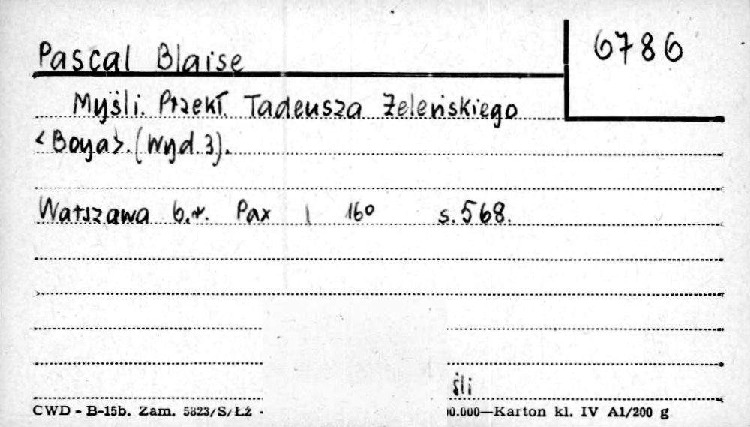 Pascal Blaise
6786
Myśli. Przekł. Tadeusza Żeleńskiego
<Boya>. (Wyd. 3).
Warszawa b.r. Pax 16° s. 568.
śli
CWD - B-15b. Zam. 5823/S/Łż -
00.000—Karton kl. IV A1/200 g